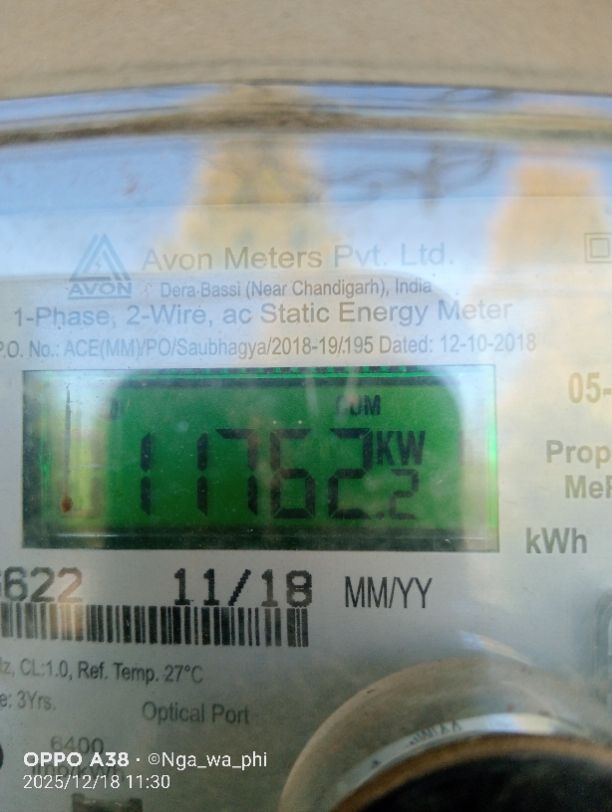 Avon Meters Pvt. Ltd.
AVON
Dera-Bassi (Near Chandigarh), India
1-Phase, 2-Wire, ac Static Energy Meter
P.O. No.: ACE(MM)/PO/Saubhagya/2018-19/195 Dated: 12-10-2018
05-
CUM
11762.2 KW
Prop
MeP
kWh
6622 11/18 MM/YY
tz, CL:1.0, Ref. Temp. 27°C
e: 3Yrs.
Optical Port
6400
OPPO A38 · ©Nga_wa_phi
2025/12/18 11:30